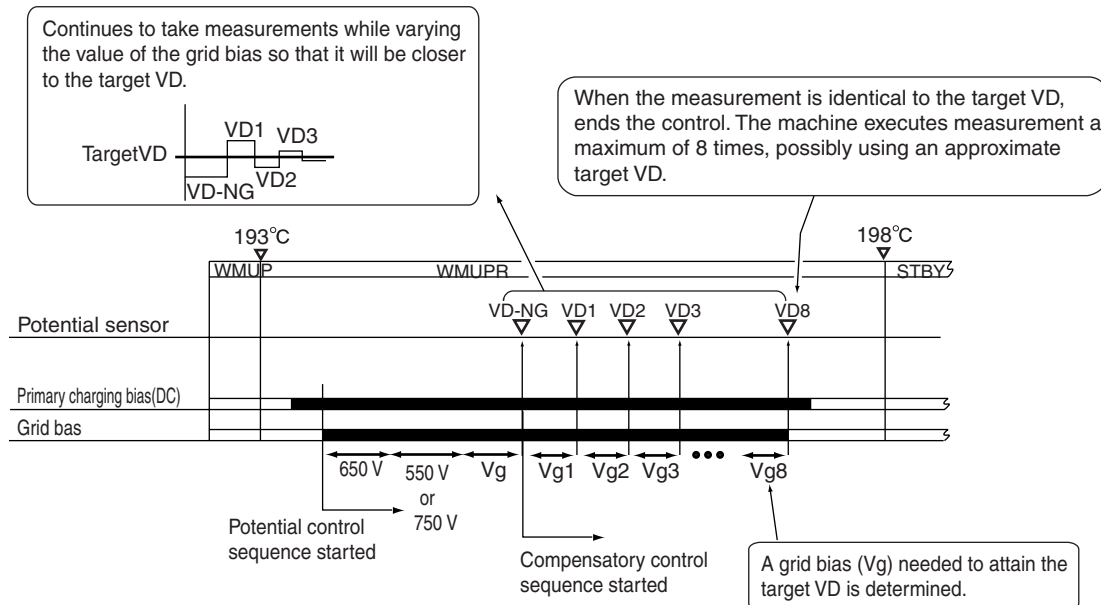 Continues to take measurements while varying
the value of the grid bias so that it will be closer
to the target VD.
VD1
VD3
TargetVD
VD2
VD-NG
When the measurement is identical to the target VD,
ends the control. The machine executes measurement a
maximum of 8 times, possibly using an approximate
target VD.
193°C
198°C
WMUP
WMUPR
STBY
VD-NG VD1 VD2 VD3 VD8
Potential sensor
Primary charging bias(DC)
Grid bas
650 V
550 V
or
750 V
Vg Vg1 Vg2 Vg3 ••• Vg8
Potential control
sequence started
Compensatory control
sequence started
A grid bias (Vg) needed to attain the
target VD is determined.